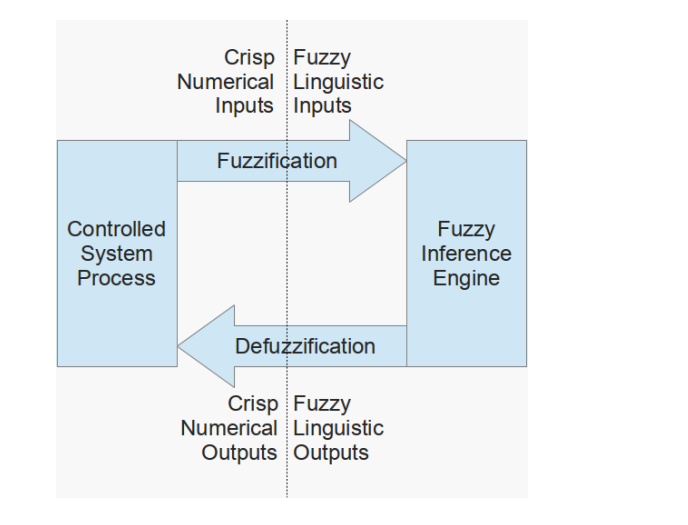 Crisp
Numerical
Inputs
Fuzzy
Linguistic
Inputs
Fuzzification
Controlled
System
Process
Fuzzy
Inference
Engine
Defuzzification
Crisp
Numerical
Outputs
Fuzzy
Linguistic
Outputs